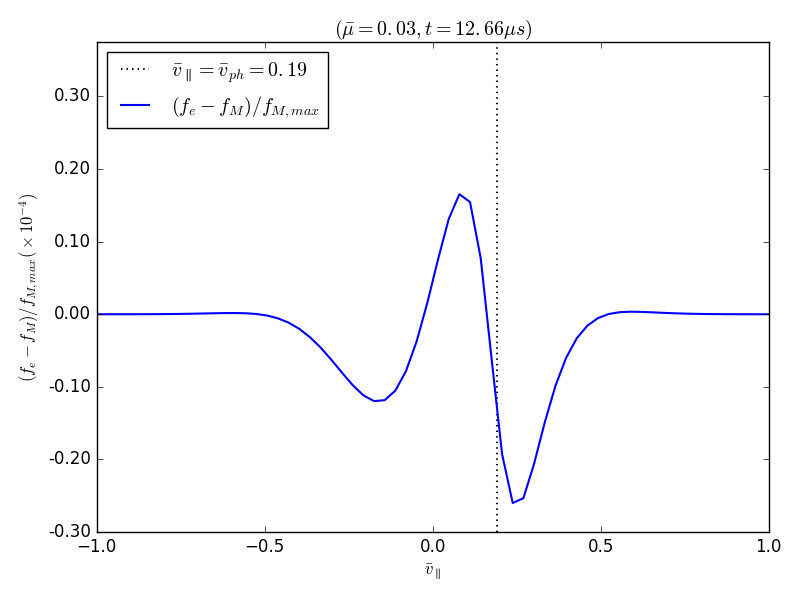 (μ̄ = 0.03, t = 12.66μs)
v̄∥ = v̄ph = 0.19
(fe − fM)/fM,max
(fe − fM)/fM,max(×10⁻⁴)
0.30
0.20
0.10
0.00
-0.10
-0.20
-0.30
−1.0 −0.5 0.0 0.5 1.0
v̄∥